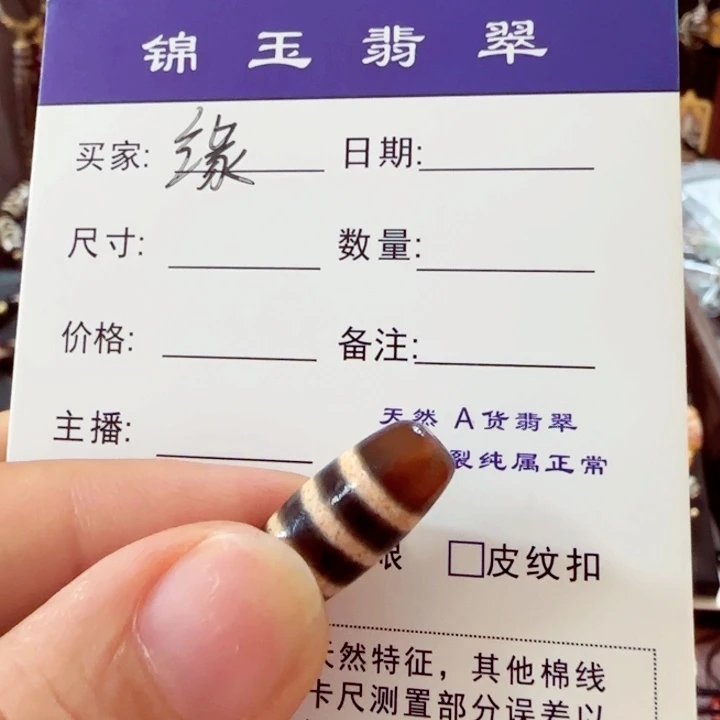 锦玉翡翠
买家: 缘 日期:
尺寸: 数量:
价格: 备注:
主播:
天然 A货翡翠
裂纯属正常
皮纹扣
天然特征，其他棉线
卡尺测置部分误差以